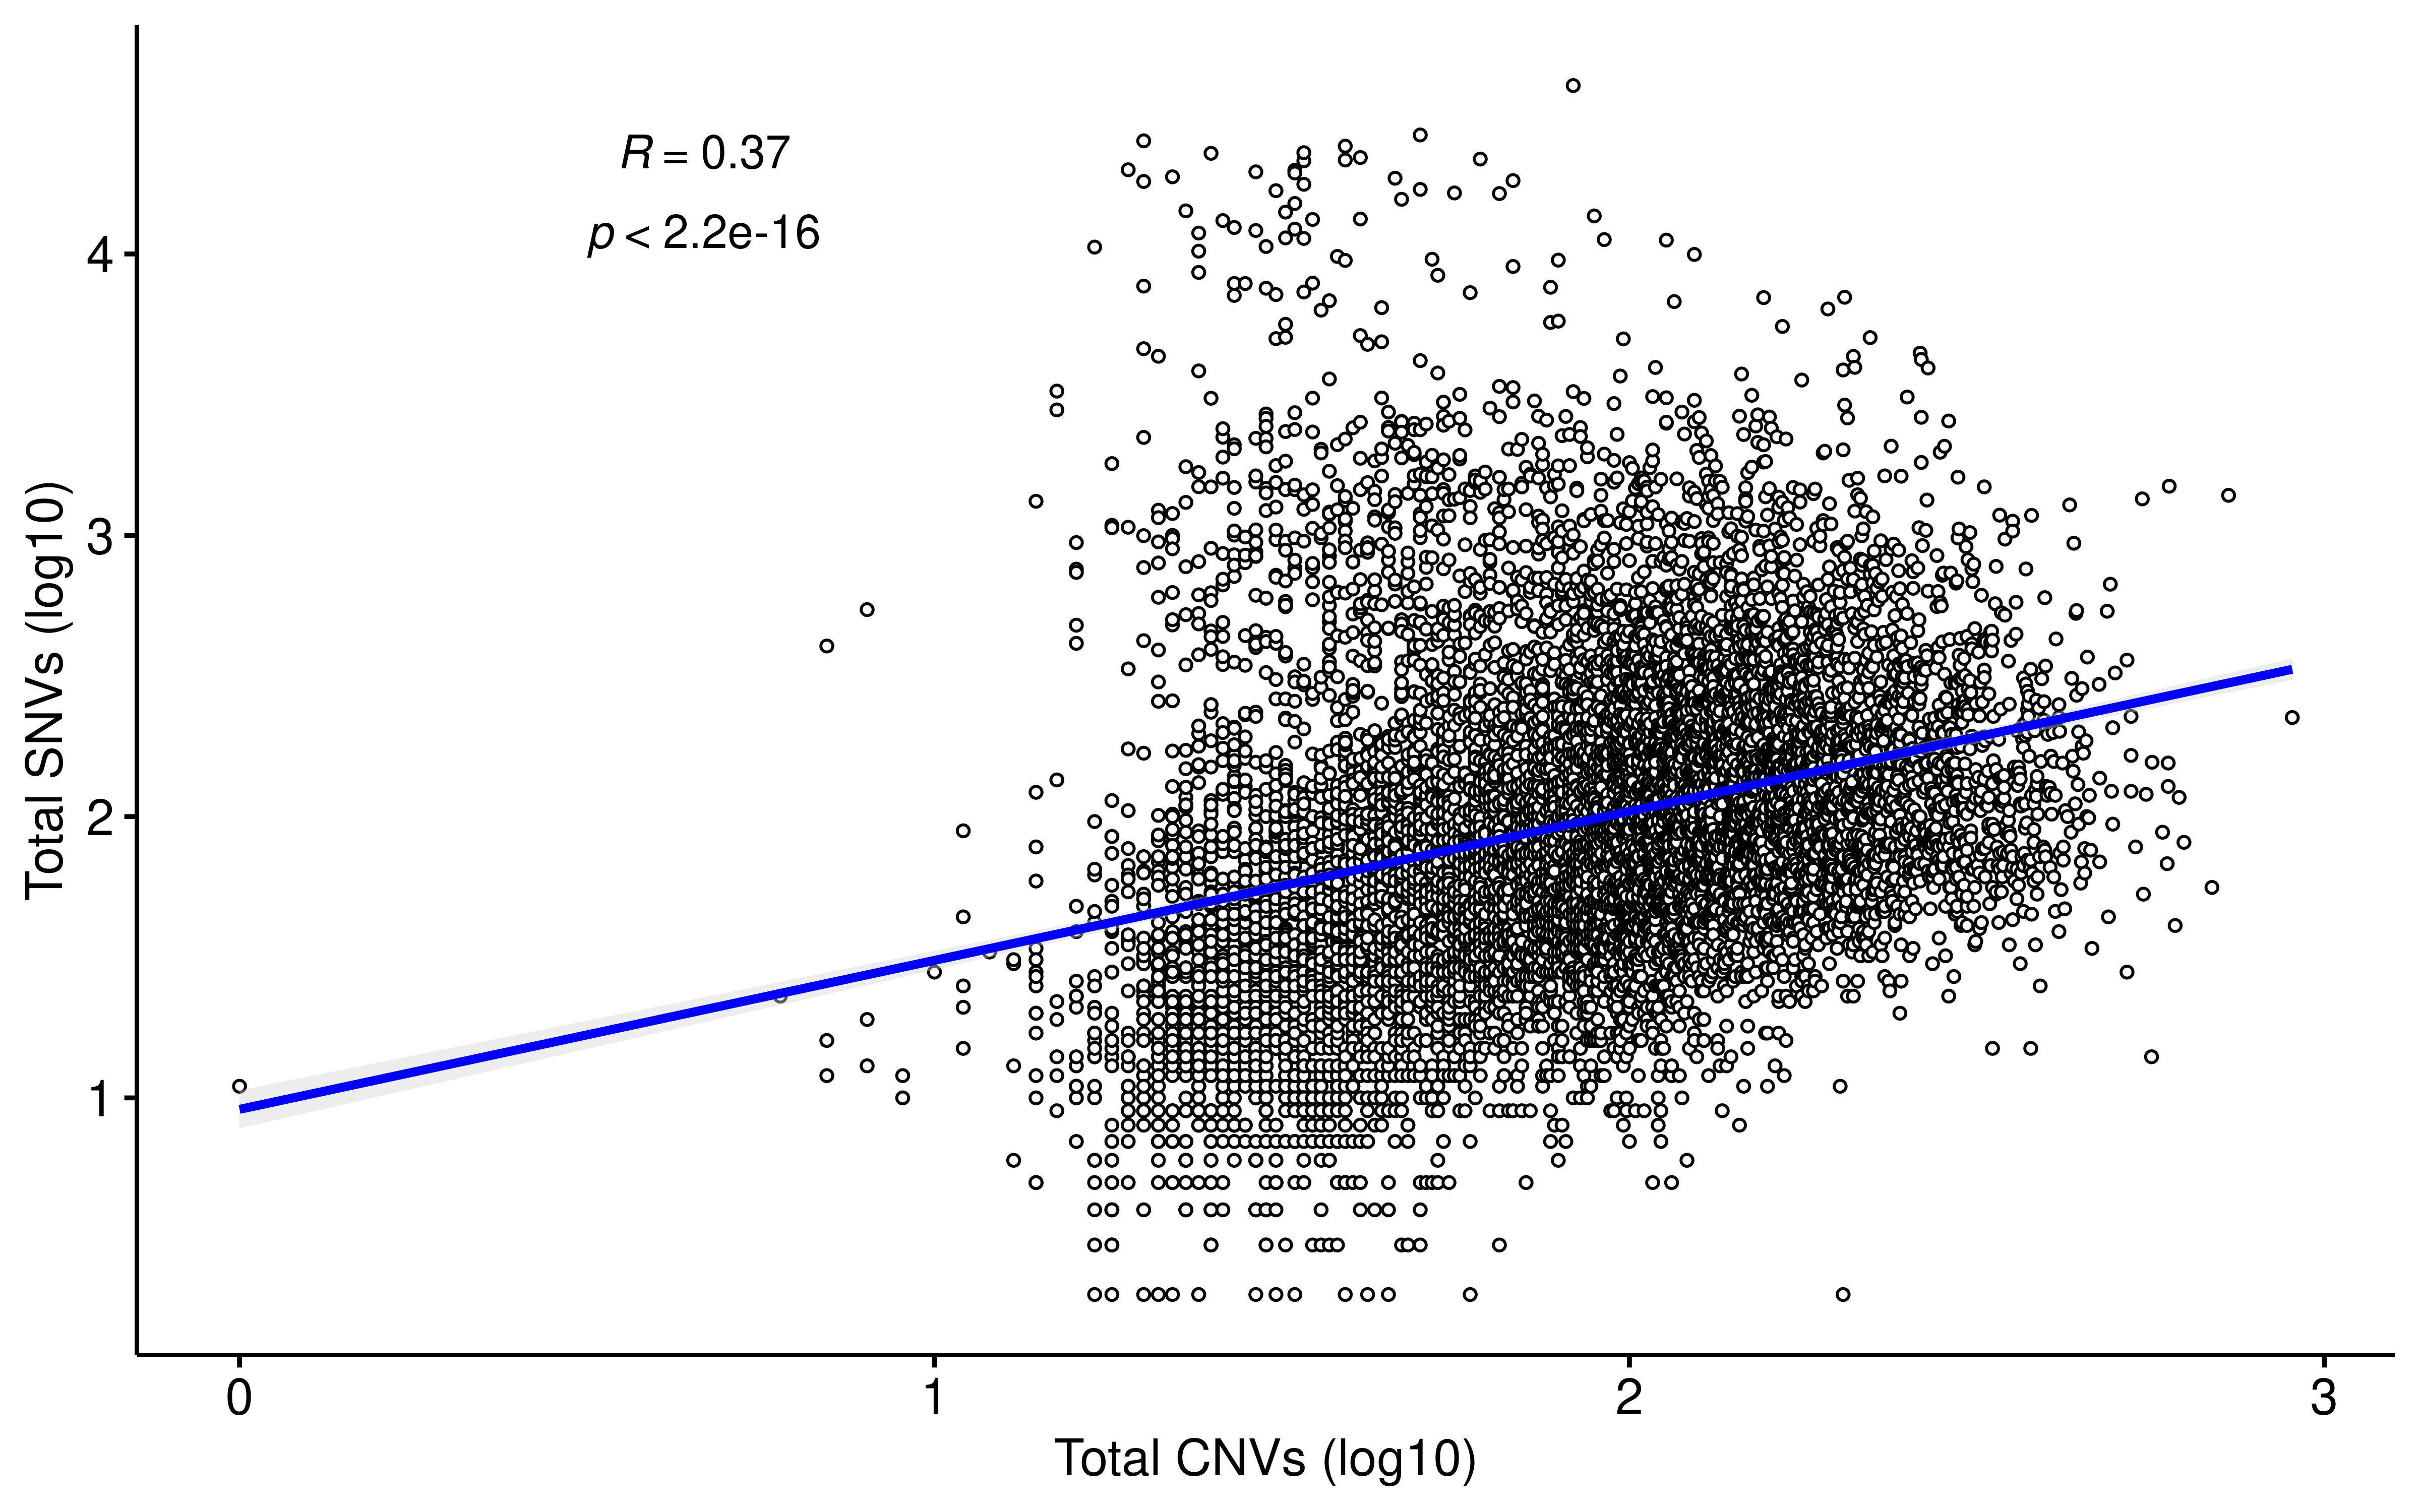 R = 0.37
p < 2.2e-16
Total SNVs (log10)
4
3
2
1
0 1 2 3
Total CNVs (log10)